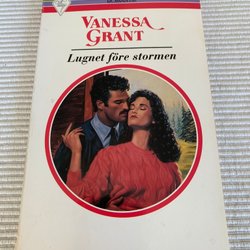 VANESSA
GRANT
Lugnet före stormen